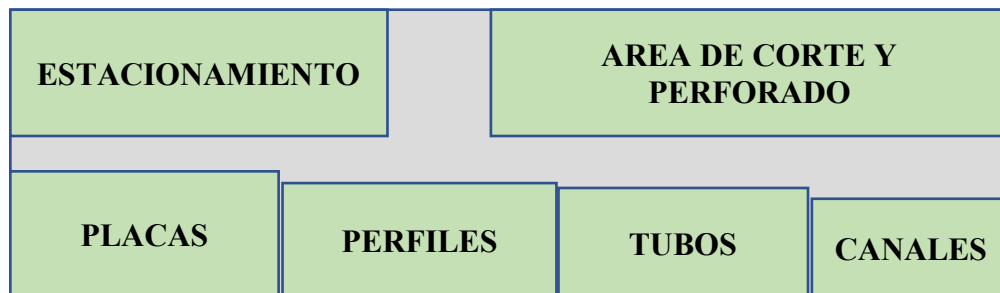 ESTACIONAMIENTO
AREA DE CORTE Y
PERFORADO
PLACAS
PERFILES
TUBOS
CANALES